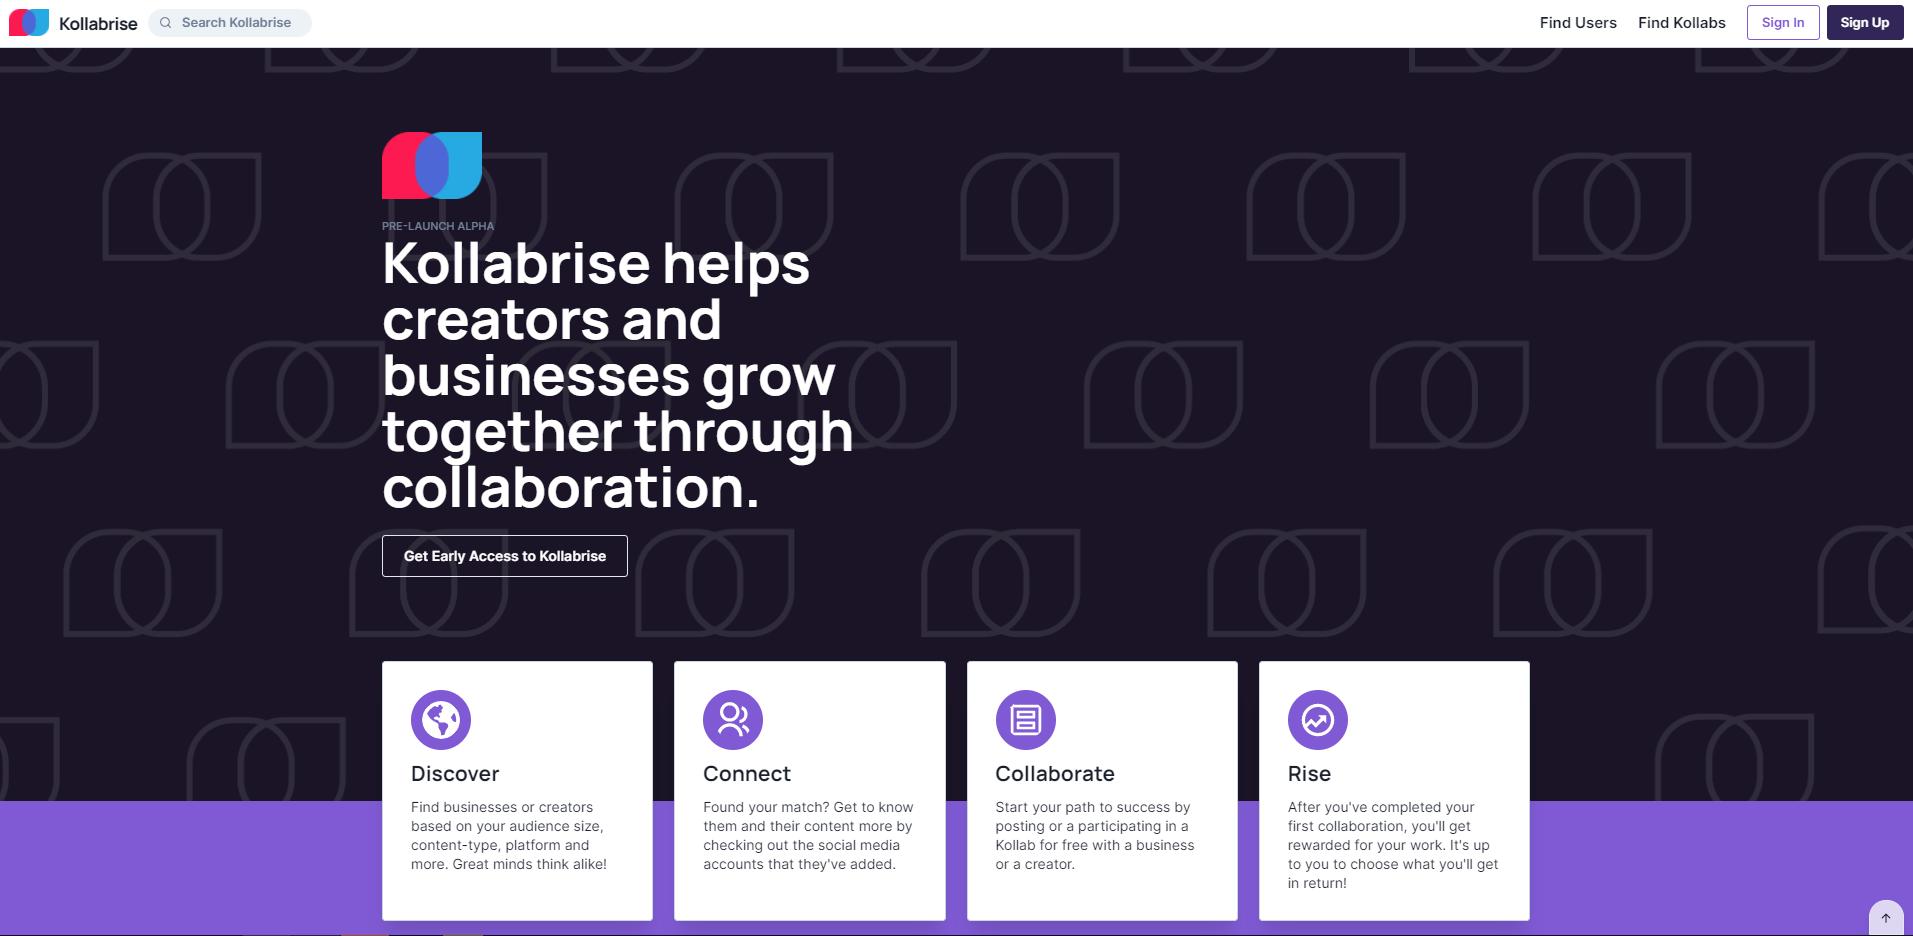 Kollabrise
Search Kollabrise
Find Users
Find Kollabs
Sign In
Sign Up
PRE-LAUNCH ALPHA
Kollabrise helps
creators and
businesses grow
together through
collaboration.
Get Early Access to Kollabrise
Discover
Find businesses or creators
based on your audience size,
content-type, platform and
more. Great minds think alike!
Connect
Found your match? Get to know
them and their content more by
checking out the social media
accounts that they've added.
Collaborate
Start your path to success by
posting or a participating in a
Kollab for free with a business
or a creator.
Rise
After you've completed your
first collaboration, you'll get
rewarded for your work. It's up
to you to choose what you'll get
in return!